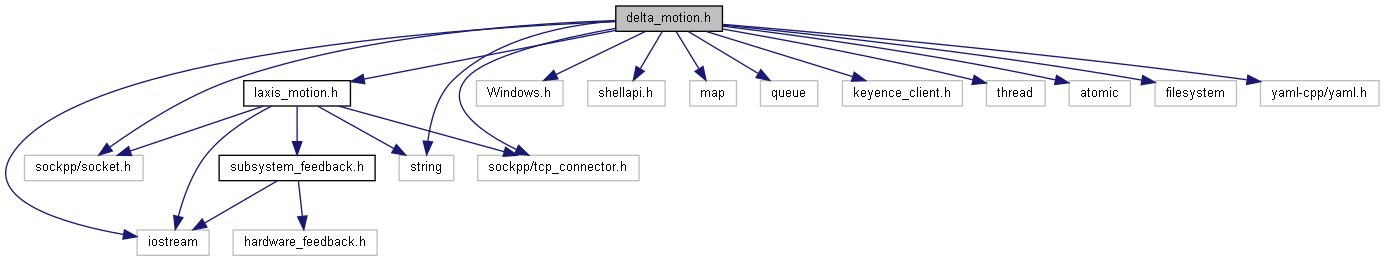 delta_motion.h
laxis_motion.h
Windows.h
shellapi.h
map
queue
keyence_client.h
thread
atomic
filesystem
yaml-cpp/yaml.h
sockpp/socket.h
subsystem_feedback.h
string
sockpp/tcp_connector.h
iostream
hardware_feedback.h